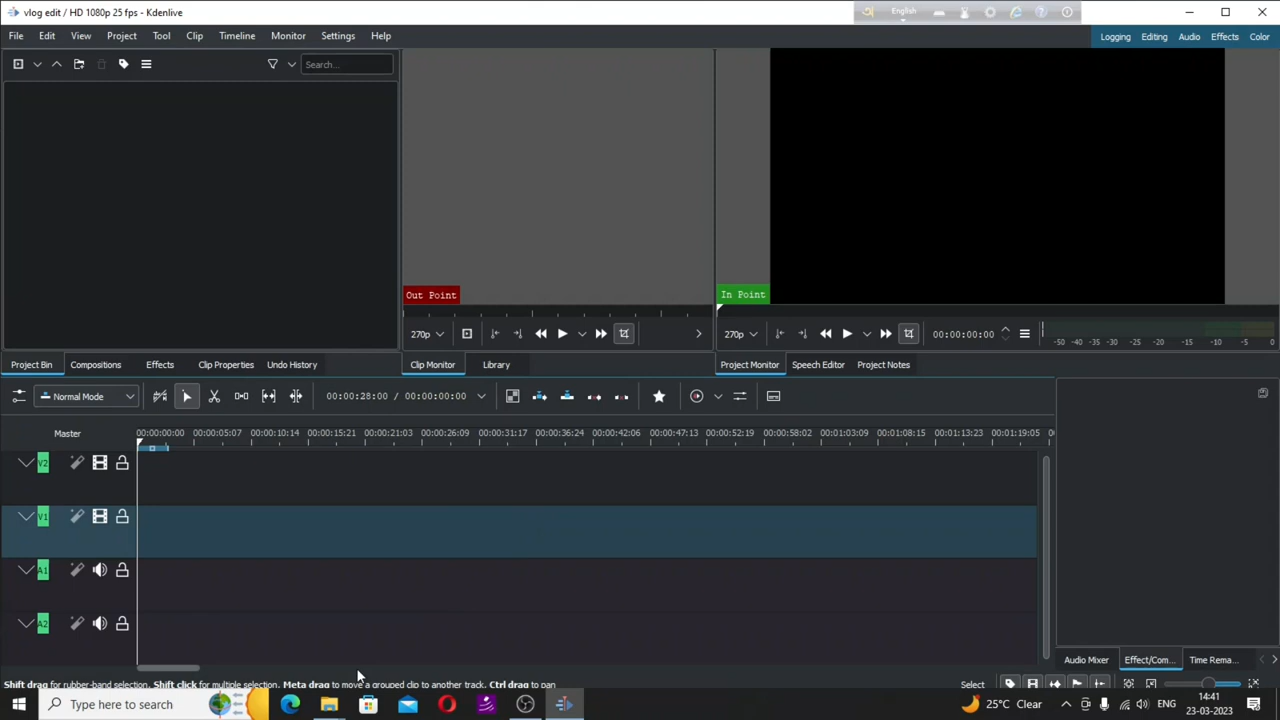 vlog edit / HD 1080p 25 fps - Kdenlive
English
File Edit View Project Tool Clip Timeline Monitor Settings Help
Logging Editing Audio Effects Color
Search...
Out Point
In Point
270p
270p
00:00:00:00
-50 -40 -35 -30 -25 -20 -15 -10 -5 0
Project Bin Compositions Effects Clip Properties Undo History
Clip Monitor Library
Project Monitor Speech Editor Project Notes
Normal Mode
00:00:28:00 / 00:00:00:00
Master
00:00:00:00 00:00:05:07 00:00:10:14 00:00:15:21 00:00:21:03 00:00:26:09 00:00:31:17 00:00:36:24 00:00:42:06 00:00:47:13 00:00:52:19 00:00:58:02 00:01:03:09 00:01:08:15 00:01:13:23 00:01:19:05 00
V2
V1
A1
A2
Audio Mixer Effect/Com... Time Rema...
Shift drag for rubber-band selection, Shift click for multiple selection, Meta drag to move a grouped clip to another track, Ctrl drag to pan
Select
Type here to search
25°C Clear
ENG
14:41
23-03-2023